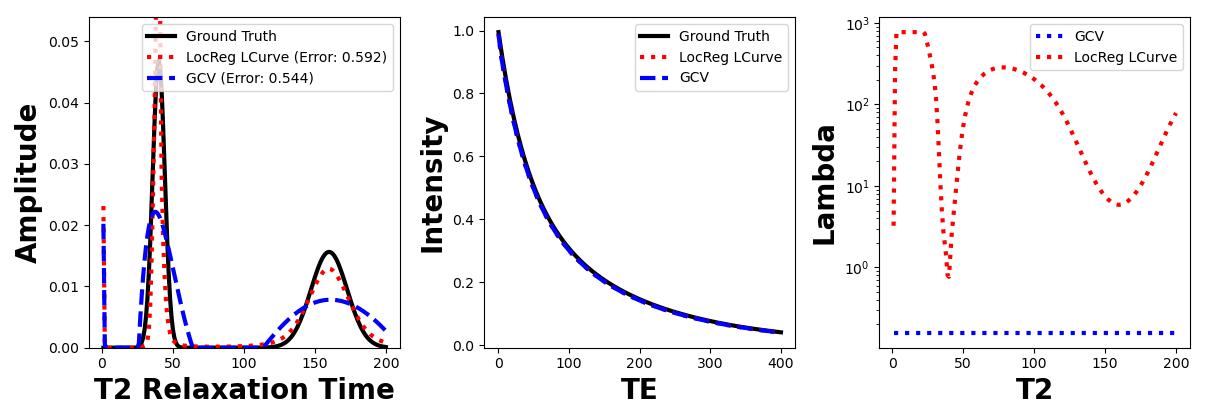 Amplitude
0.05
0.04
0.03
0.02
0.01
0.00
Ground Truth
LocReg LCurve (Error: 0.592)
GCV (Error: 0.544)
0
50
100
150
200
T2 Relaxation Time
Intensity
1.0
0.8
0.6
0.4
0.2
0.0
Ground Truth
LocReg LCurve
GCV
0
100
200
300
400
TE
Lambda
10³
10²
10¹
10⁰
GCV
LocReg LCurve
0
50
100
150
200
T2